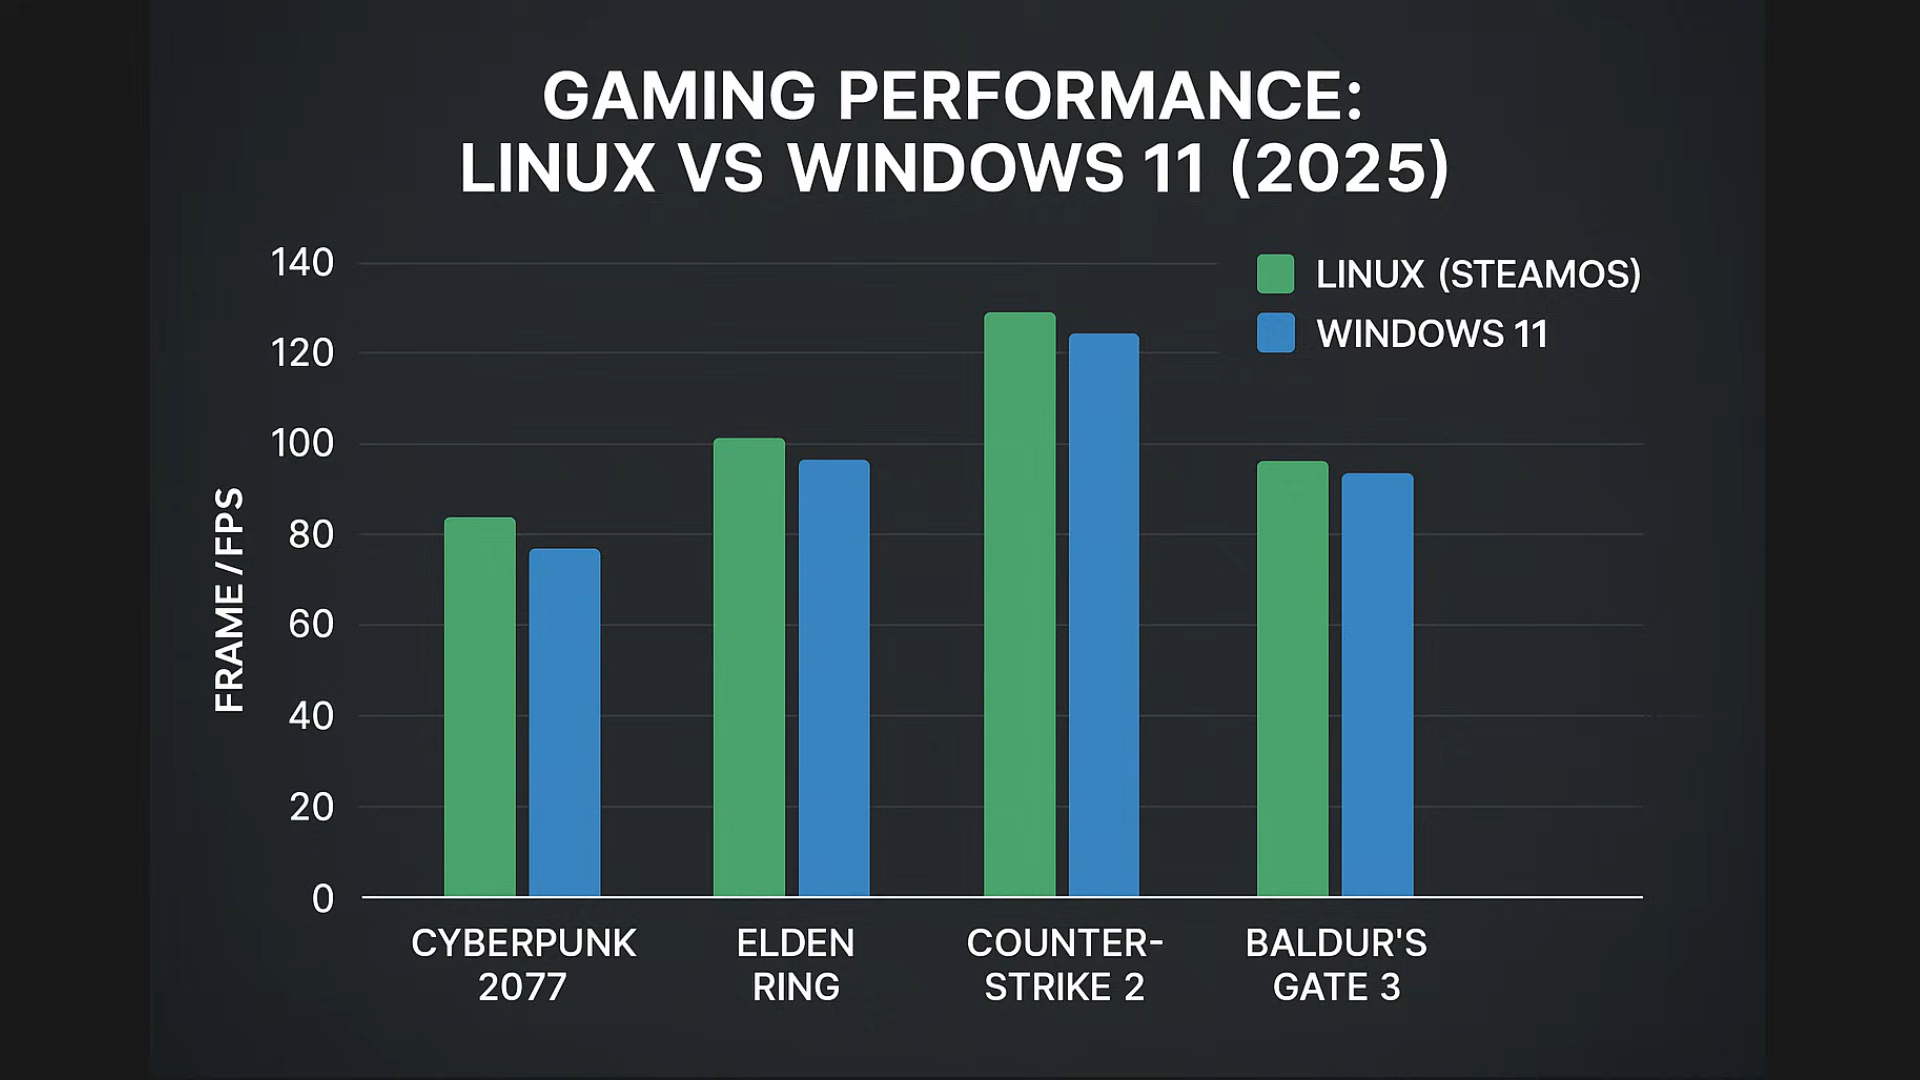 GAMING PERFORMANCE:
LINUX VS WINDOWS 11 (2025)
LINUX (STEAMOS)
WINDOWS 11
FRAME/FPS
140
120
100
80
60
40
20
0
CYBERPUNK
2077
ELDEN
RING
COUNTER-
STRIKE 2
BALDUR'S
GATE 3